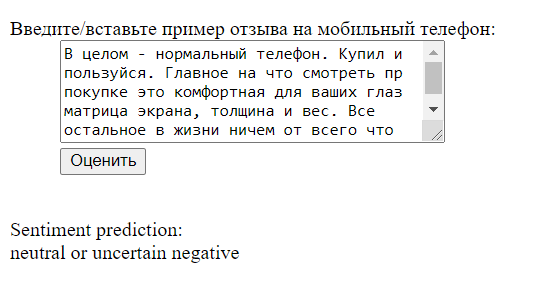 Введите/вставьте пример отзыва на мобильный телефон:
В целом - нормальный телефон. Купил и
пользуйся. Главное на что смотреть пр
покупке это комфортная для ваших глаз
матрица экрана, толщина и вес. Все
остальное в жизни ничем от всего что
Оценить
Sentiment prediction:
neutral or uncertain negative